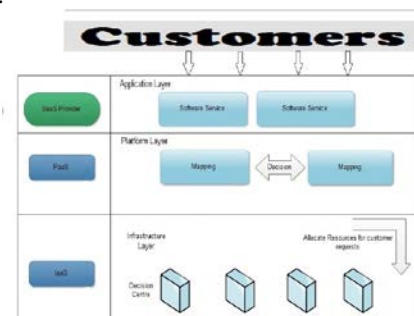 Customers
Application Layer
SaaS Provider
Software Service
Software Service
Platform Layer
PaaS
Mapping
Decision
Mapping
Infrastructure
Layer
Allocate Resources for customer
requests
IaaS
Decision
Centre